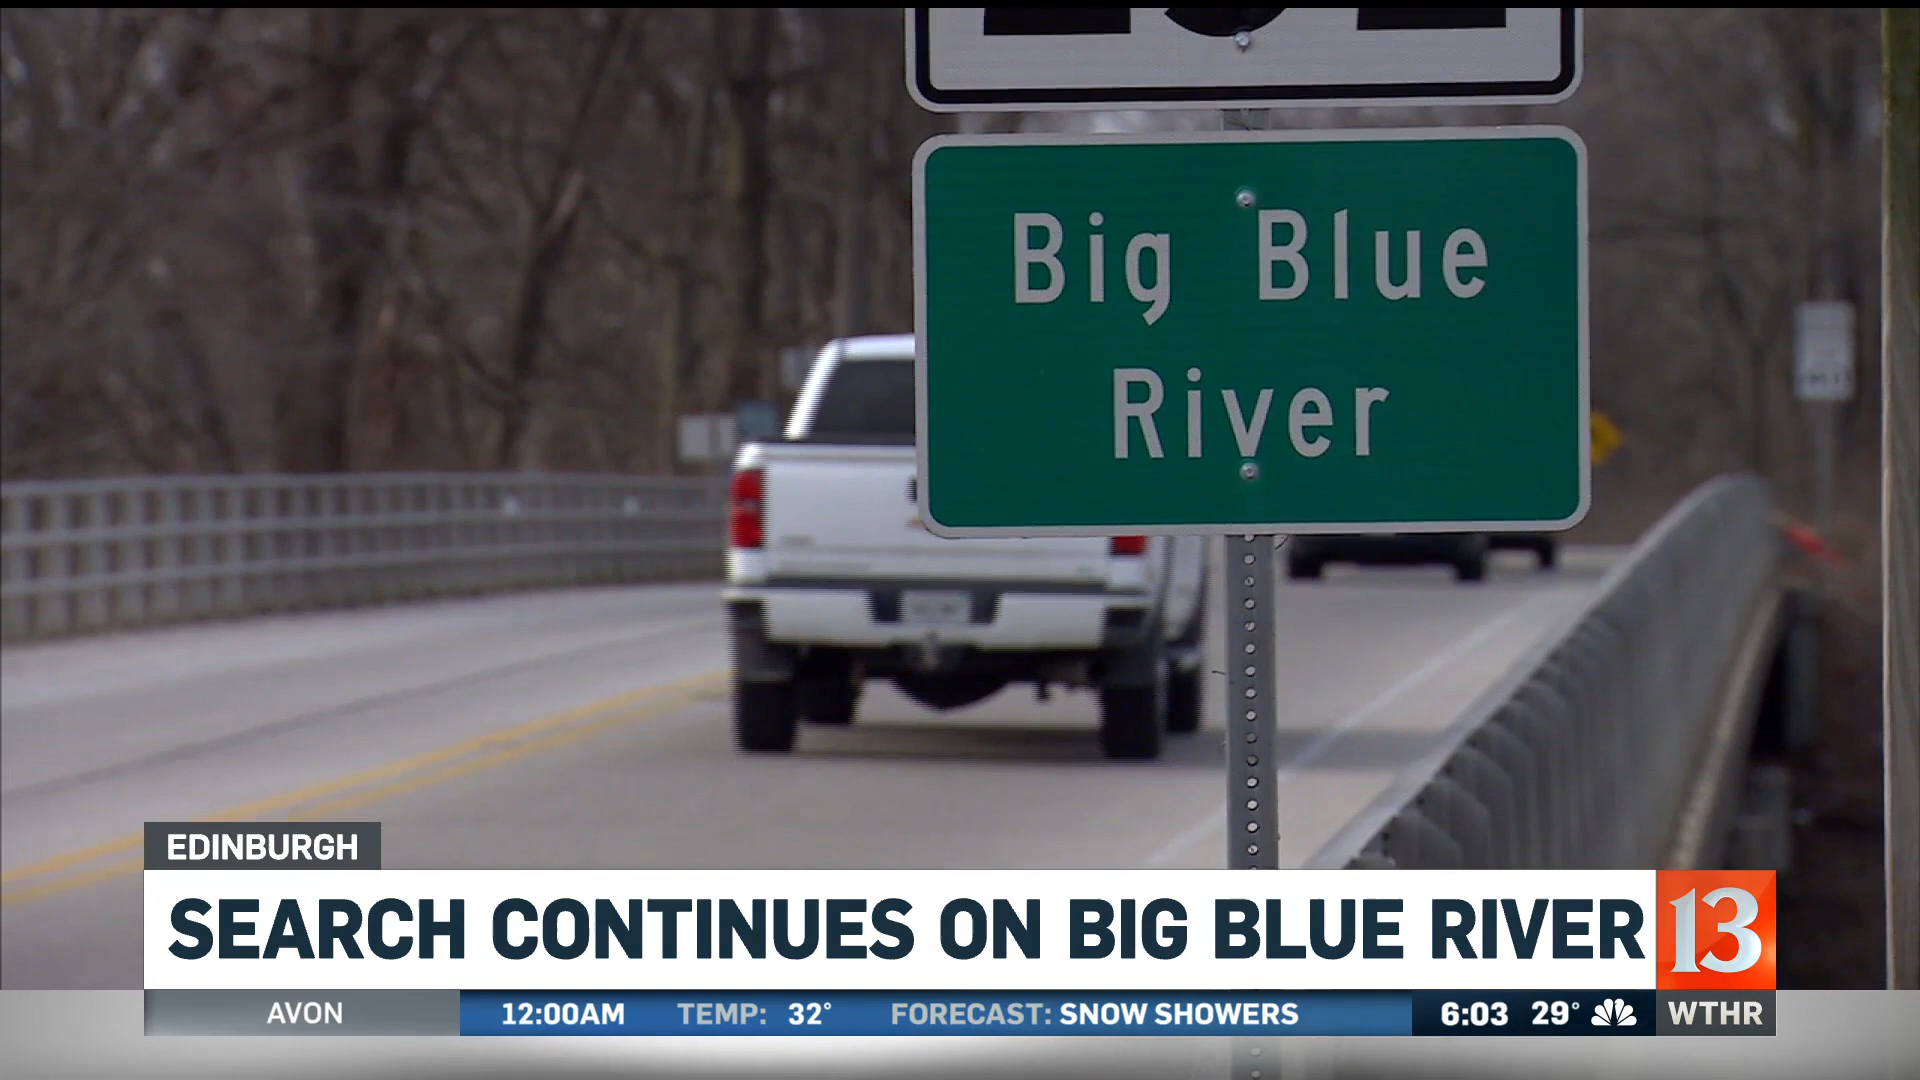 Big Blue
River
EDINBURGH
SEARCH CONTINUES ON BIG BLUE RIVER
13
AVON 12:00AM TEMP: 32° FORECAST: SNOW SHOWERS 6:03 29° WTHR